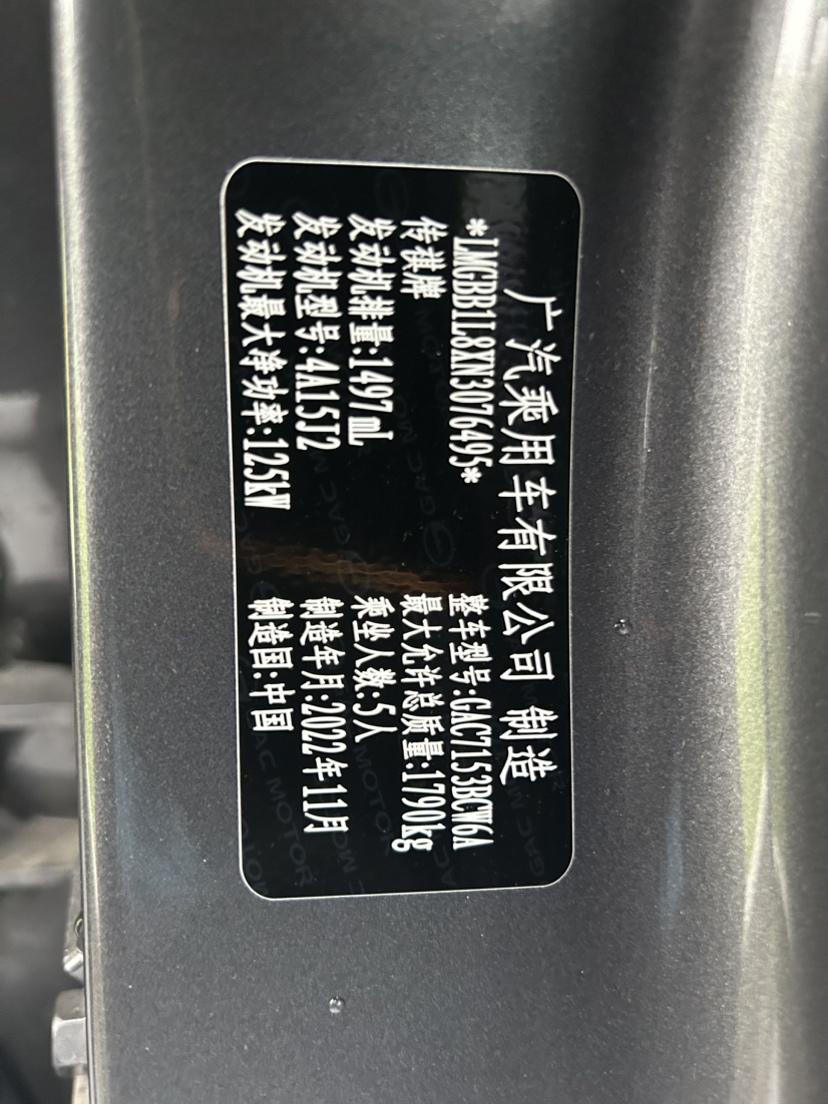 广汽乘用车有限公司 制造
*LMGBB1L8XN3076495*
传祺牌
发动机排量:1497mL
发动机型号:4A15J2
发动机最大净功率:125kW
整车型号:GAC7153BCW6A
最大允许总质量:1790kg
乘坐人数:5人
制造年月:2022年11月
制造国:中国
GAC MOTOR